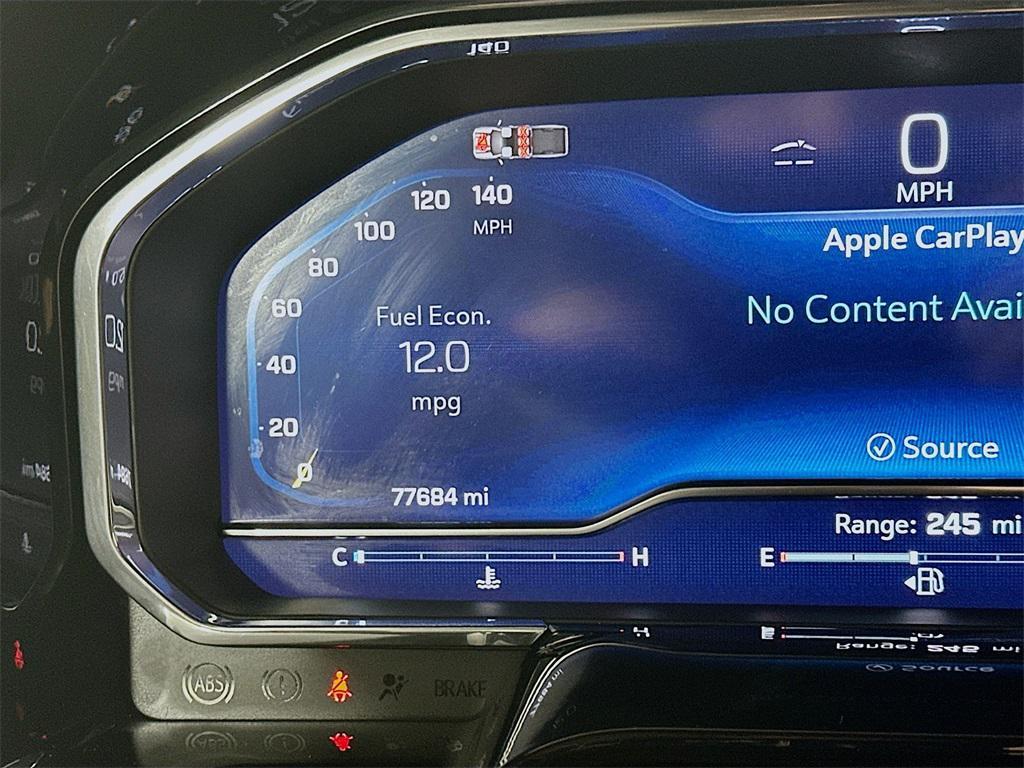 0
MPH
140
120
MPH
100
Apple CarPlay
80
60
No Content Avai
Fuel Econ.
12.0
40
mpg
20
Source
0
77684 mi
Range: 245 mi
C H
E
ABS
BRAKE